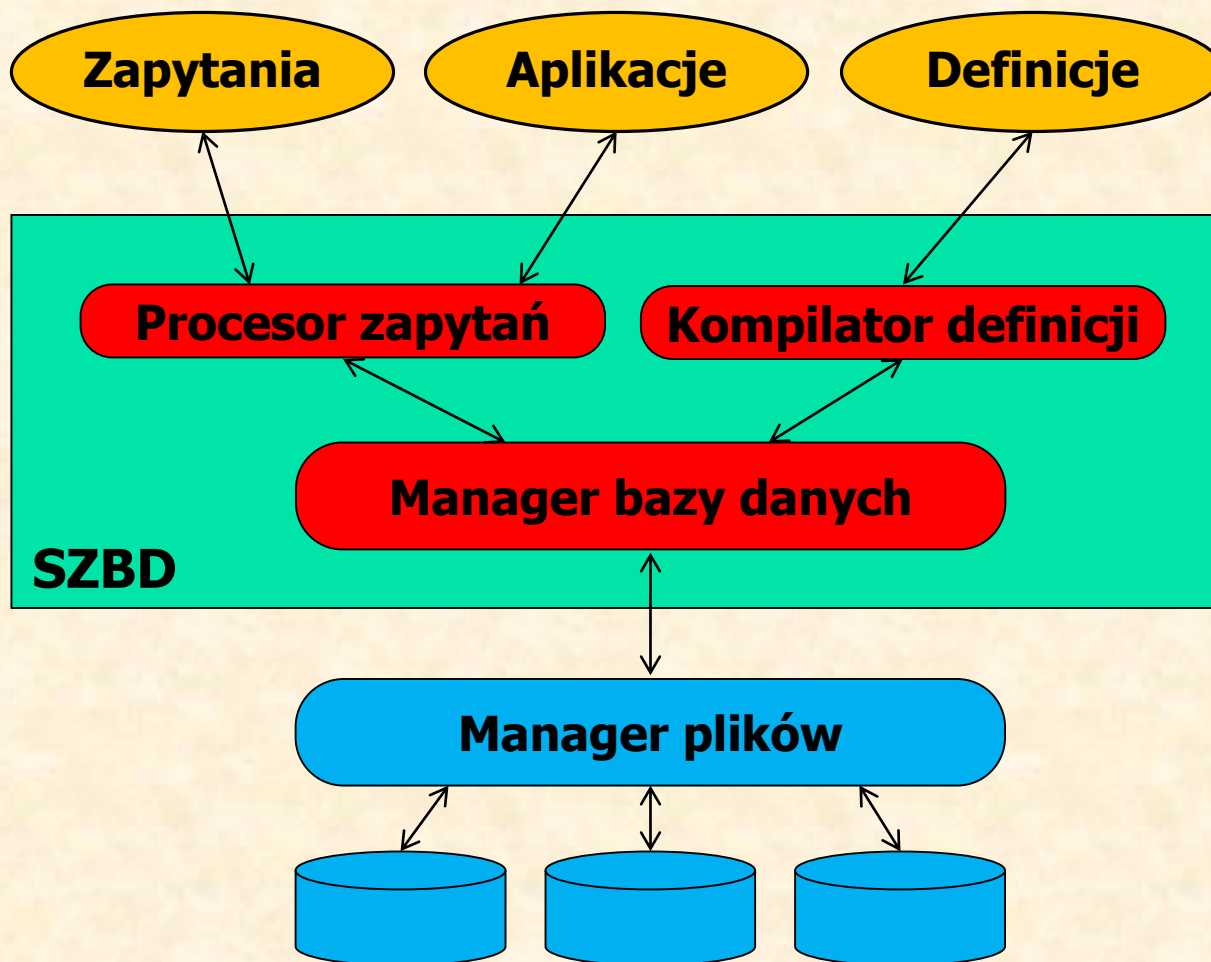 Zapytania
Aplikacje
Definicje
Procesor zapytań
Kompilator definicji
Manager bazy danych
SZBD
Manager plików